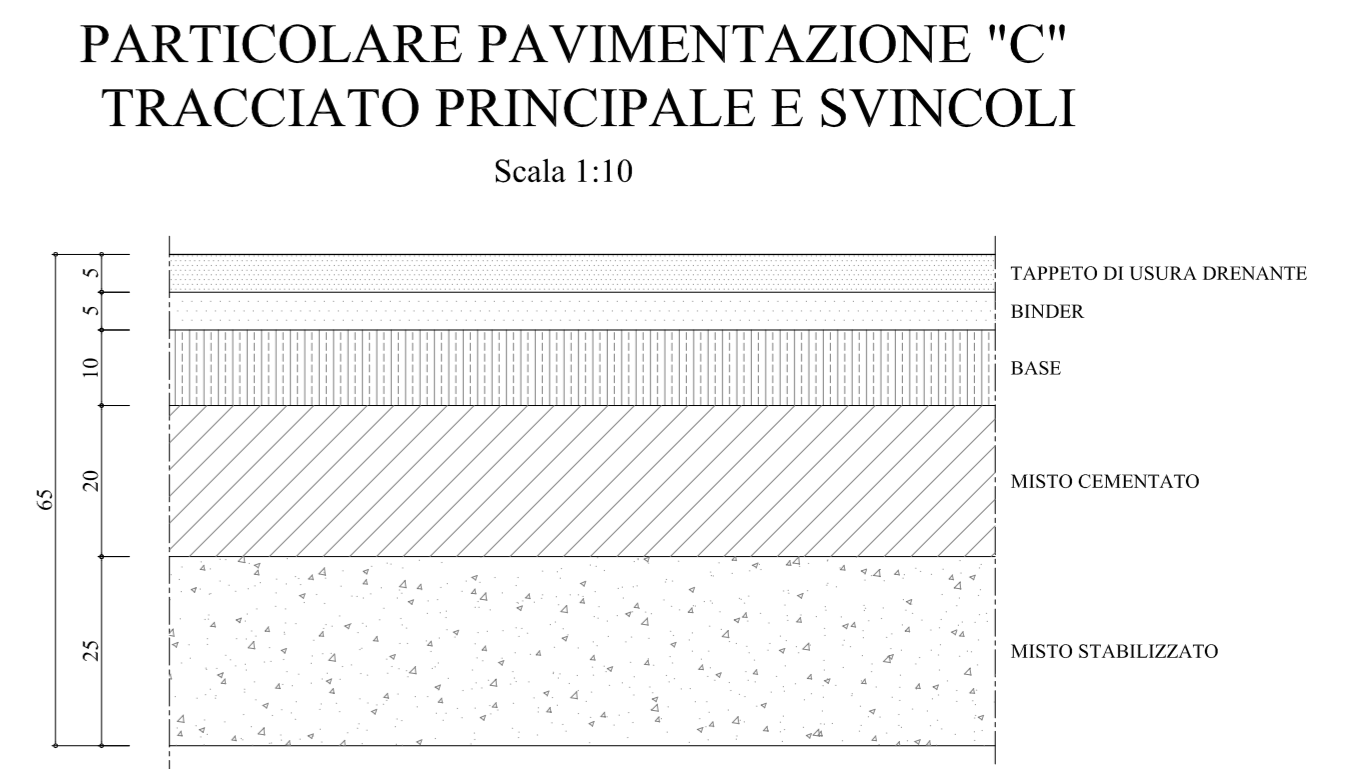 PARTICOLARE PAVIMENTAZIONE "C"
TRACCIATO PRINCIPALE E SVINCOLI
Scala 1:10
5
TAPPETO DI USURA DRENANTE
5
BINDER
10
BASE
20
MISTO CEMENTATO
65
25
MISTO STABILIZZATO